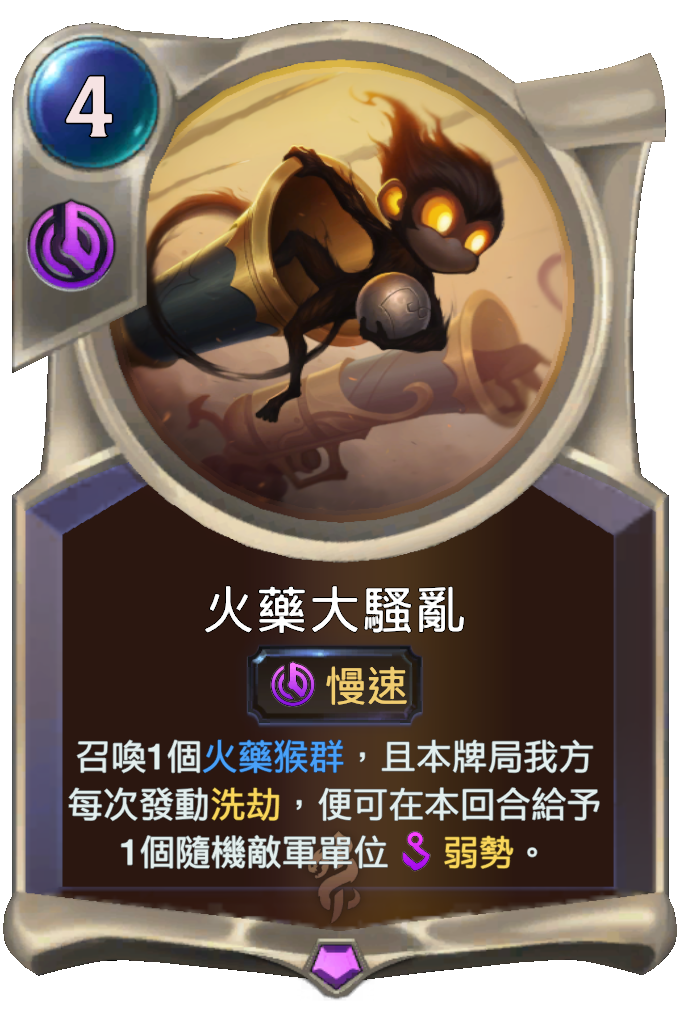 4
火藥大騷亂
慢速
召喚1個火藥猴群，且本牌局我方
每次發動洗劫，便可在本回合給予
1個隨機敵軍單位 弱勢。